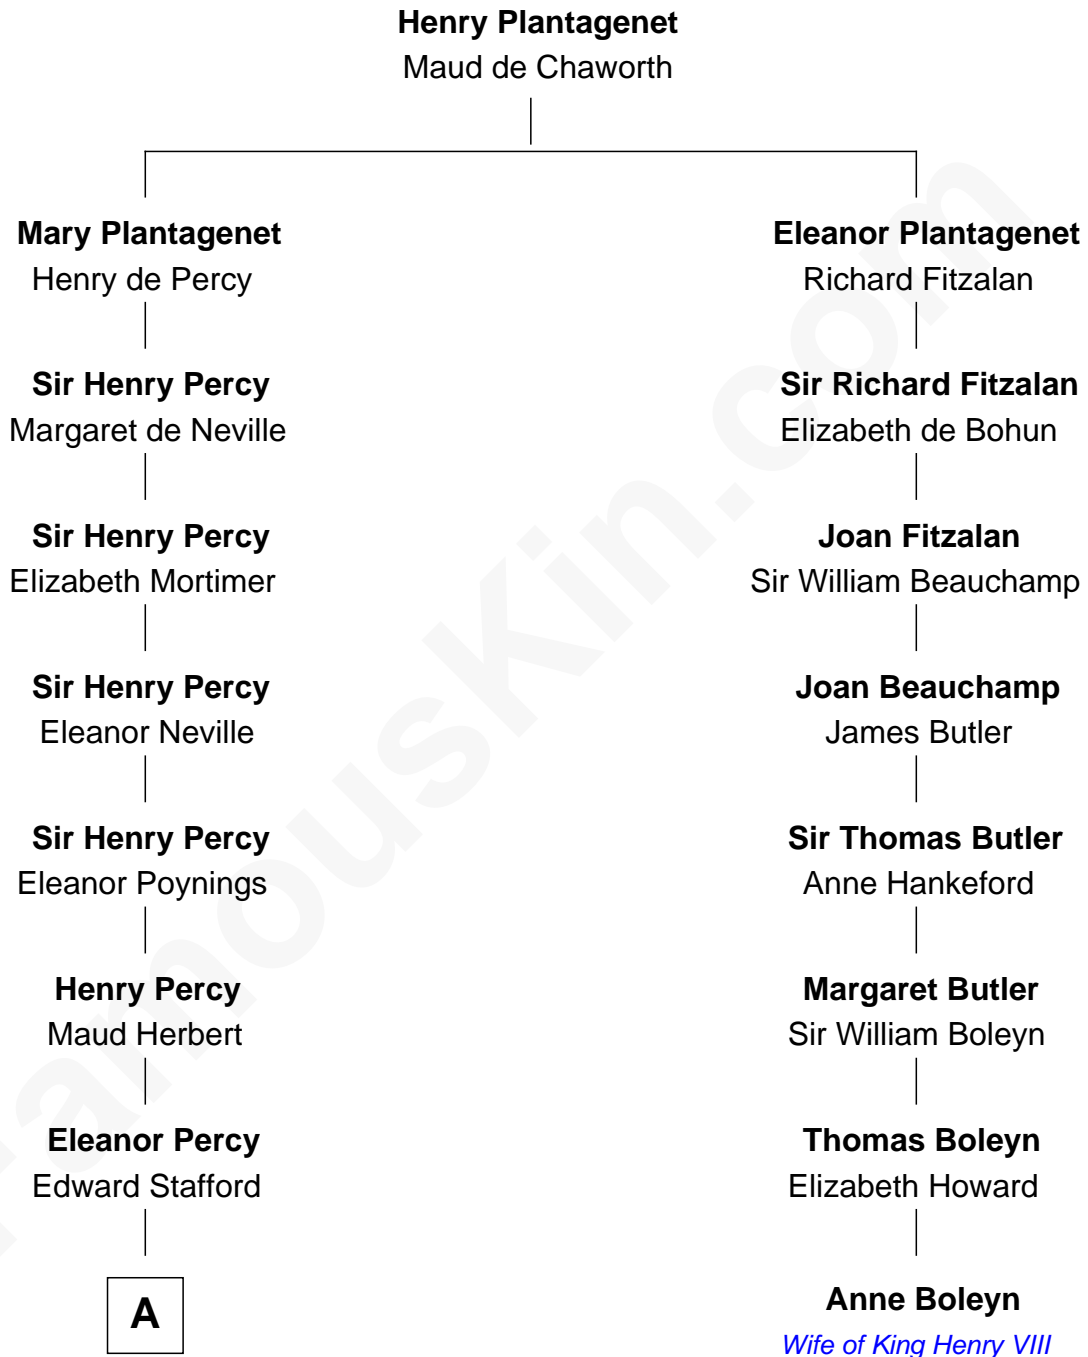 Henry Plantagenet
Maud de Chaworth
Mary Plantagenet
Henry de Percy
Eleanor Plantagenet
Richard Fitzalan
Sir Henry Percy
Margaret de Neville
Sir Richard Fitzalan
Elizabeth de Bohun
Sir Henry Percy
Elizabeth Mortimer
Joan Fitzalan
Sir William Beauchamp
Sir Henry Percy
Eleanor Neville
Joan Beauchamp
James Butler
Sir Henry Percy
Eleanor Poynings
Sir Thomas Butler
Anne Hankeford
Henry Percy
Maud Herbert
Margaret Butler
Sir William Boleyn
Eleanor Percy
Edward Stafford
Thomas Boleyn
Elizabeth Howard
A
Anne Boleyn
Wife of King Henry VIII
FamousKin.com